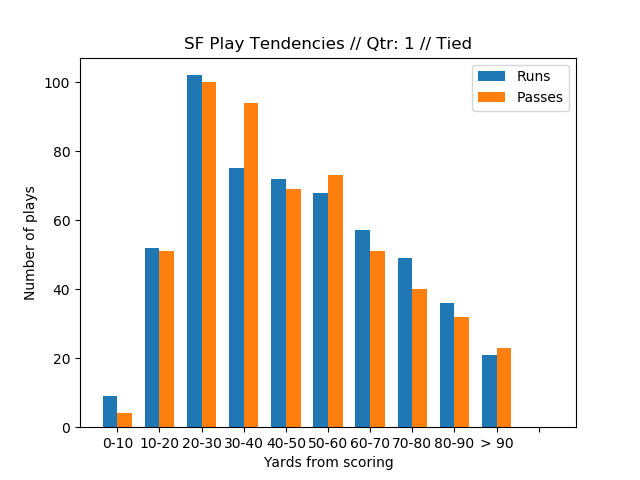 SF Play Tendencies // Qtr: 1 // Tied
Runs
Passes
Number of plays
100
80
60
40
20
0
0-10 10-20 20-30 30-40 40-50 50-60 60-70 70-80 80-90 > 90
Yards from scoring